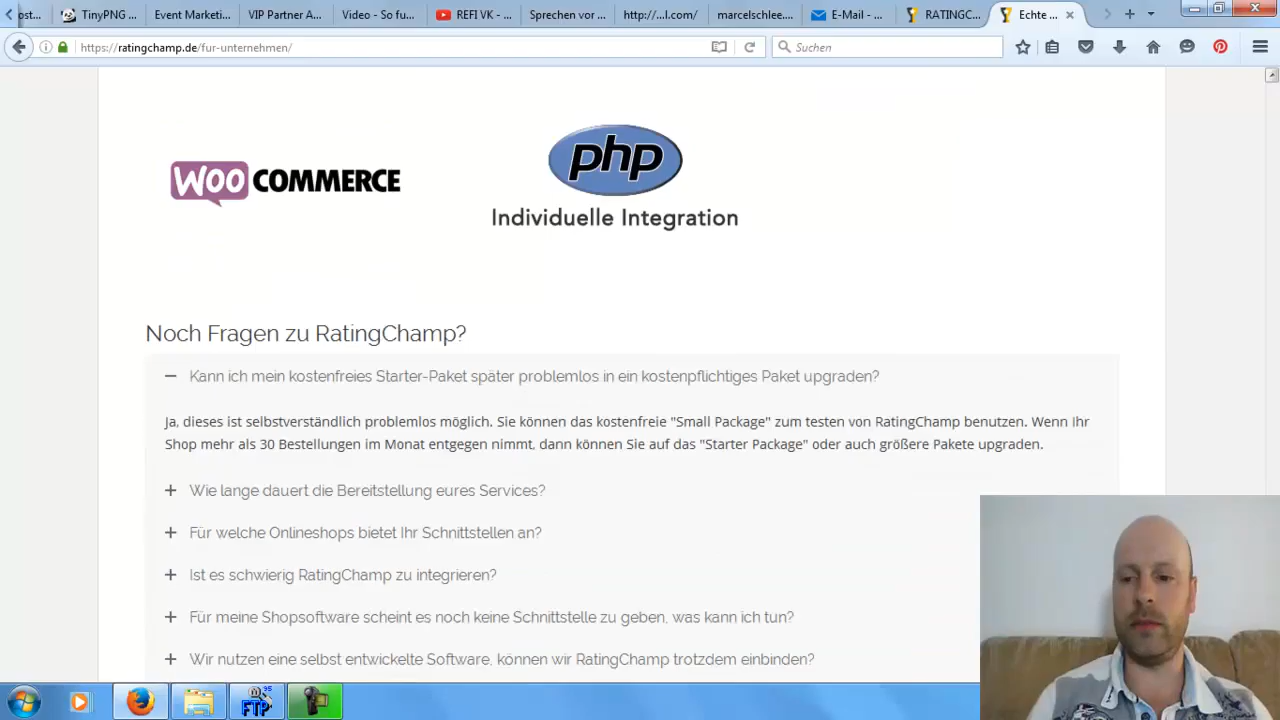 ost...
TinyPNG ...
Event Marketi...
VIP Partner A...
Video - So fu...
REFI VK - ...
Sprechen vor ...
http://...l.com/
marcelschlee....
E-Mail - ...
RATINGC...
Echte ...
https://ratingchamp.de/fur-unternehmen/
Suchen
WOOCOMMERCE
php
Individuelle Integration
Noch Fragen zu RatingChamp?
Kann ich mein kostenfreies Starter-Paket später problemlos in ein kostenpflichtiges Paket upgraden?
Ja, dieses ist selbstverständlich problemlos möglich. Sie können das kostenfreie "Small Package" zum testen von RatingChamp benutzen. Wenn ihr
Shop mehr als 30 Bestellungen im Monat entgegen nimmt, dann können Sie auf das "Starter Package" oder auch größere Pakete upgraden.
Wie lange dauert die Bereitstellung eures Services?
Für welche Onlineshops bietet Ihr Schnittstellen an?
Ist es schwierig RatingChamp zu integrieren?
Für meine Shopsoftware scheint es noch keine Schnittstelle zu geben, was kann ich tun?
Wir nutzen eine selbst entwickelte Software, können wir RatingChamp trotzdem einbinden?
FTP